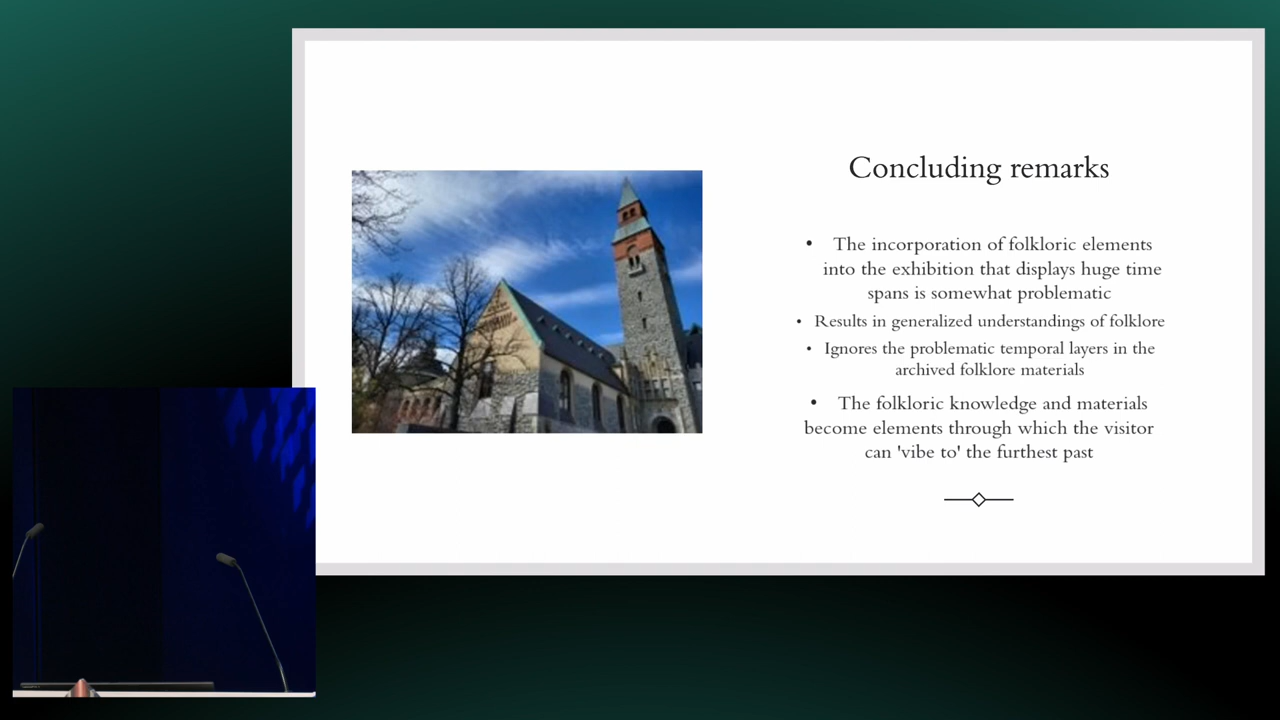 Concluding remarks
• The incorporation of folkloric elements
into the exhibition that displays huge time
spans is somewhat problematic
• Results in generalized understandings of folklore
• Ignores the problematic temporal layers in the
archived folklore materials
• The folkloric knowledge and materials
become elements through which the visitor
can 'vibe to' the furthest past